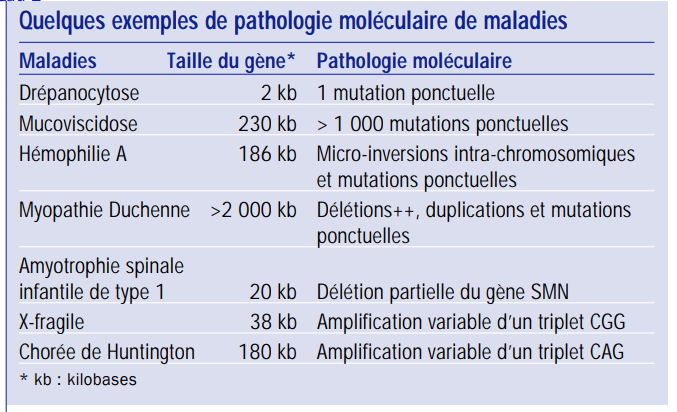 Quelques exemples de pathologie moléculaire de maladies
Maladies Taille du gène* Pathologie moléculaire
Drépanocytose 2 kb 1 mutation ponctuelle
Mucoviscidose 230 kb > 1 000 mutations ponctuelles
Hémophilie A 186 kb Micro-inversions intra-chromosomiques
et mutations ponctuelles
Myopathie Duchenne >2 000 kb Délétions++, duplications et mutations
ponctuelles
Amyotrophie spinale
infantile de type 1 20 kb Délétion partielle du gène SMN
X-fragile 38 kb Amplification variable d'un triplet CGG
Chorée de Huntington 180 kb Amplification variable d'un triplet CAG
* kb : kilobases